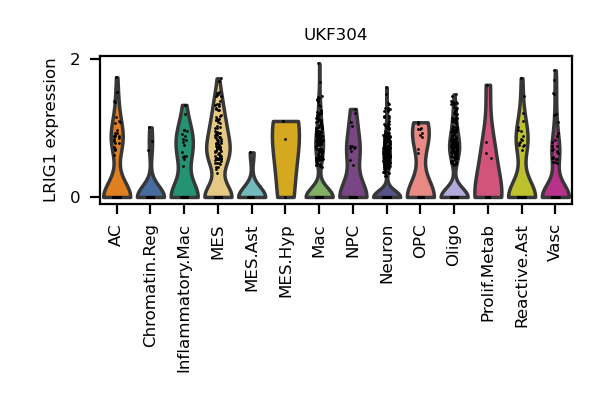 UKF304
LRIG1 expression
2
0
AC
Chromatin.Reg
Inflammatory.Mac
MES
MES.Ast
MES.Hyp
Mac
NPC
Neuron
OPC
Oligo
Prolif.Metab
Reactive.Ast
Vasc